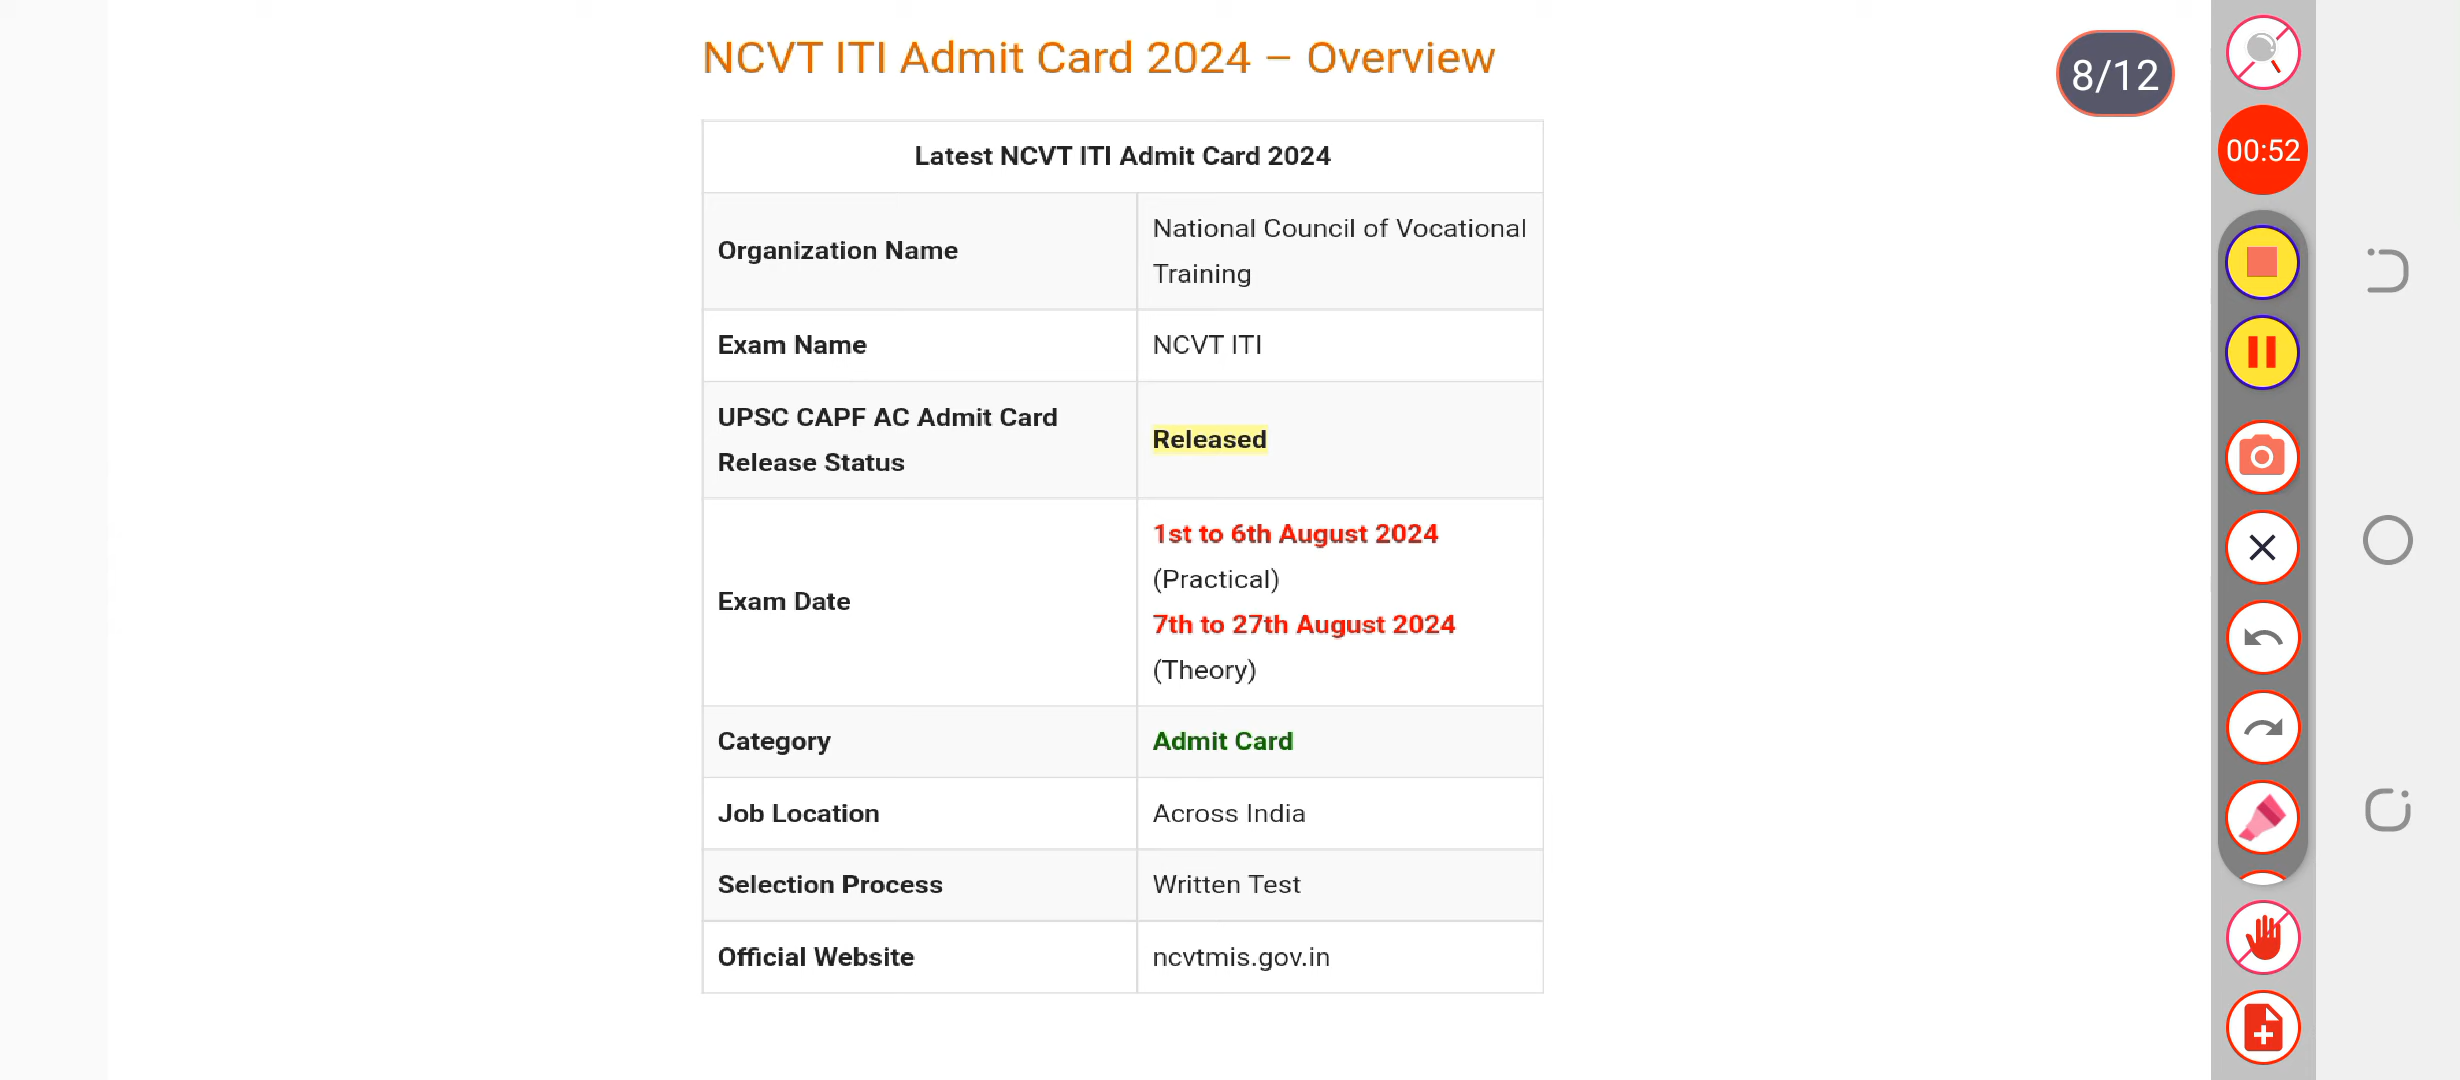 NCVT ITI Admit Card 2024 – Overview
8/12
00:52
Latest NCVT ITI Admit Card 2024
Organization Name
National Council of Vocational
Training
Exam Name
NCVT ITI
UPSC CAPF AC Admit Card
Release Status
Released
Exam Date
1st to 6th August 2024
(Practical)
7th to 27th August 2024
(Theory)
Category
Admit Card
Job Location
Across India
Selection Process
Written Test
Official Website
ncvtmis.gov.in